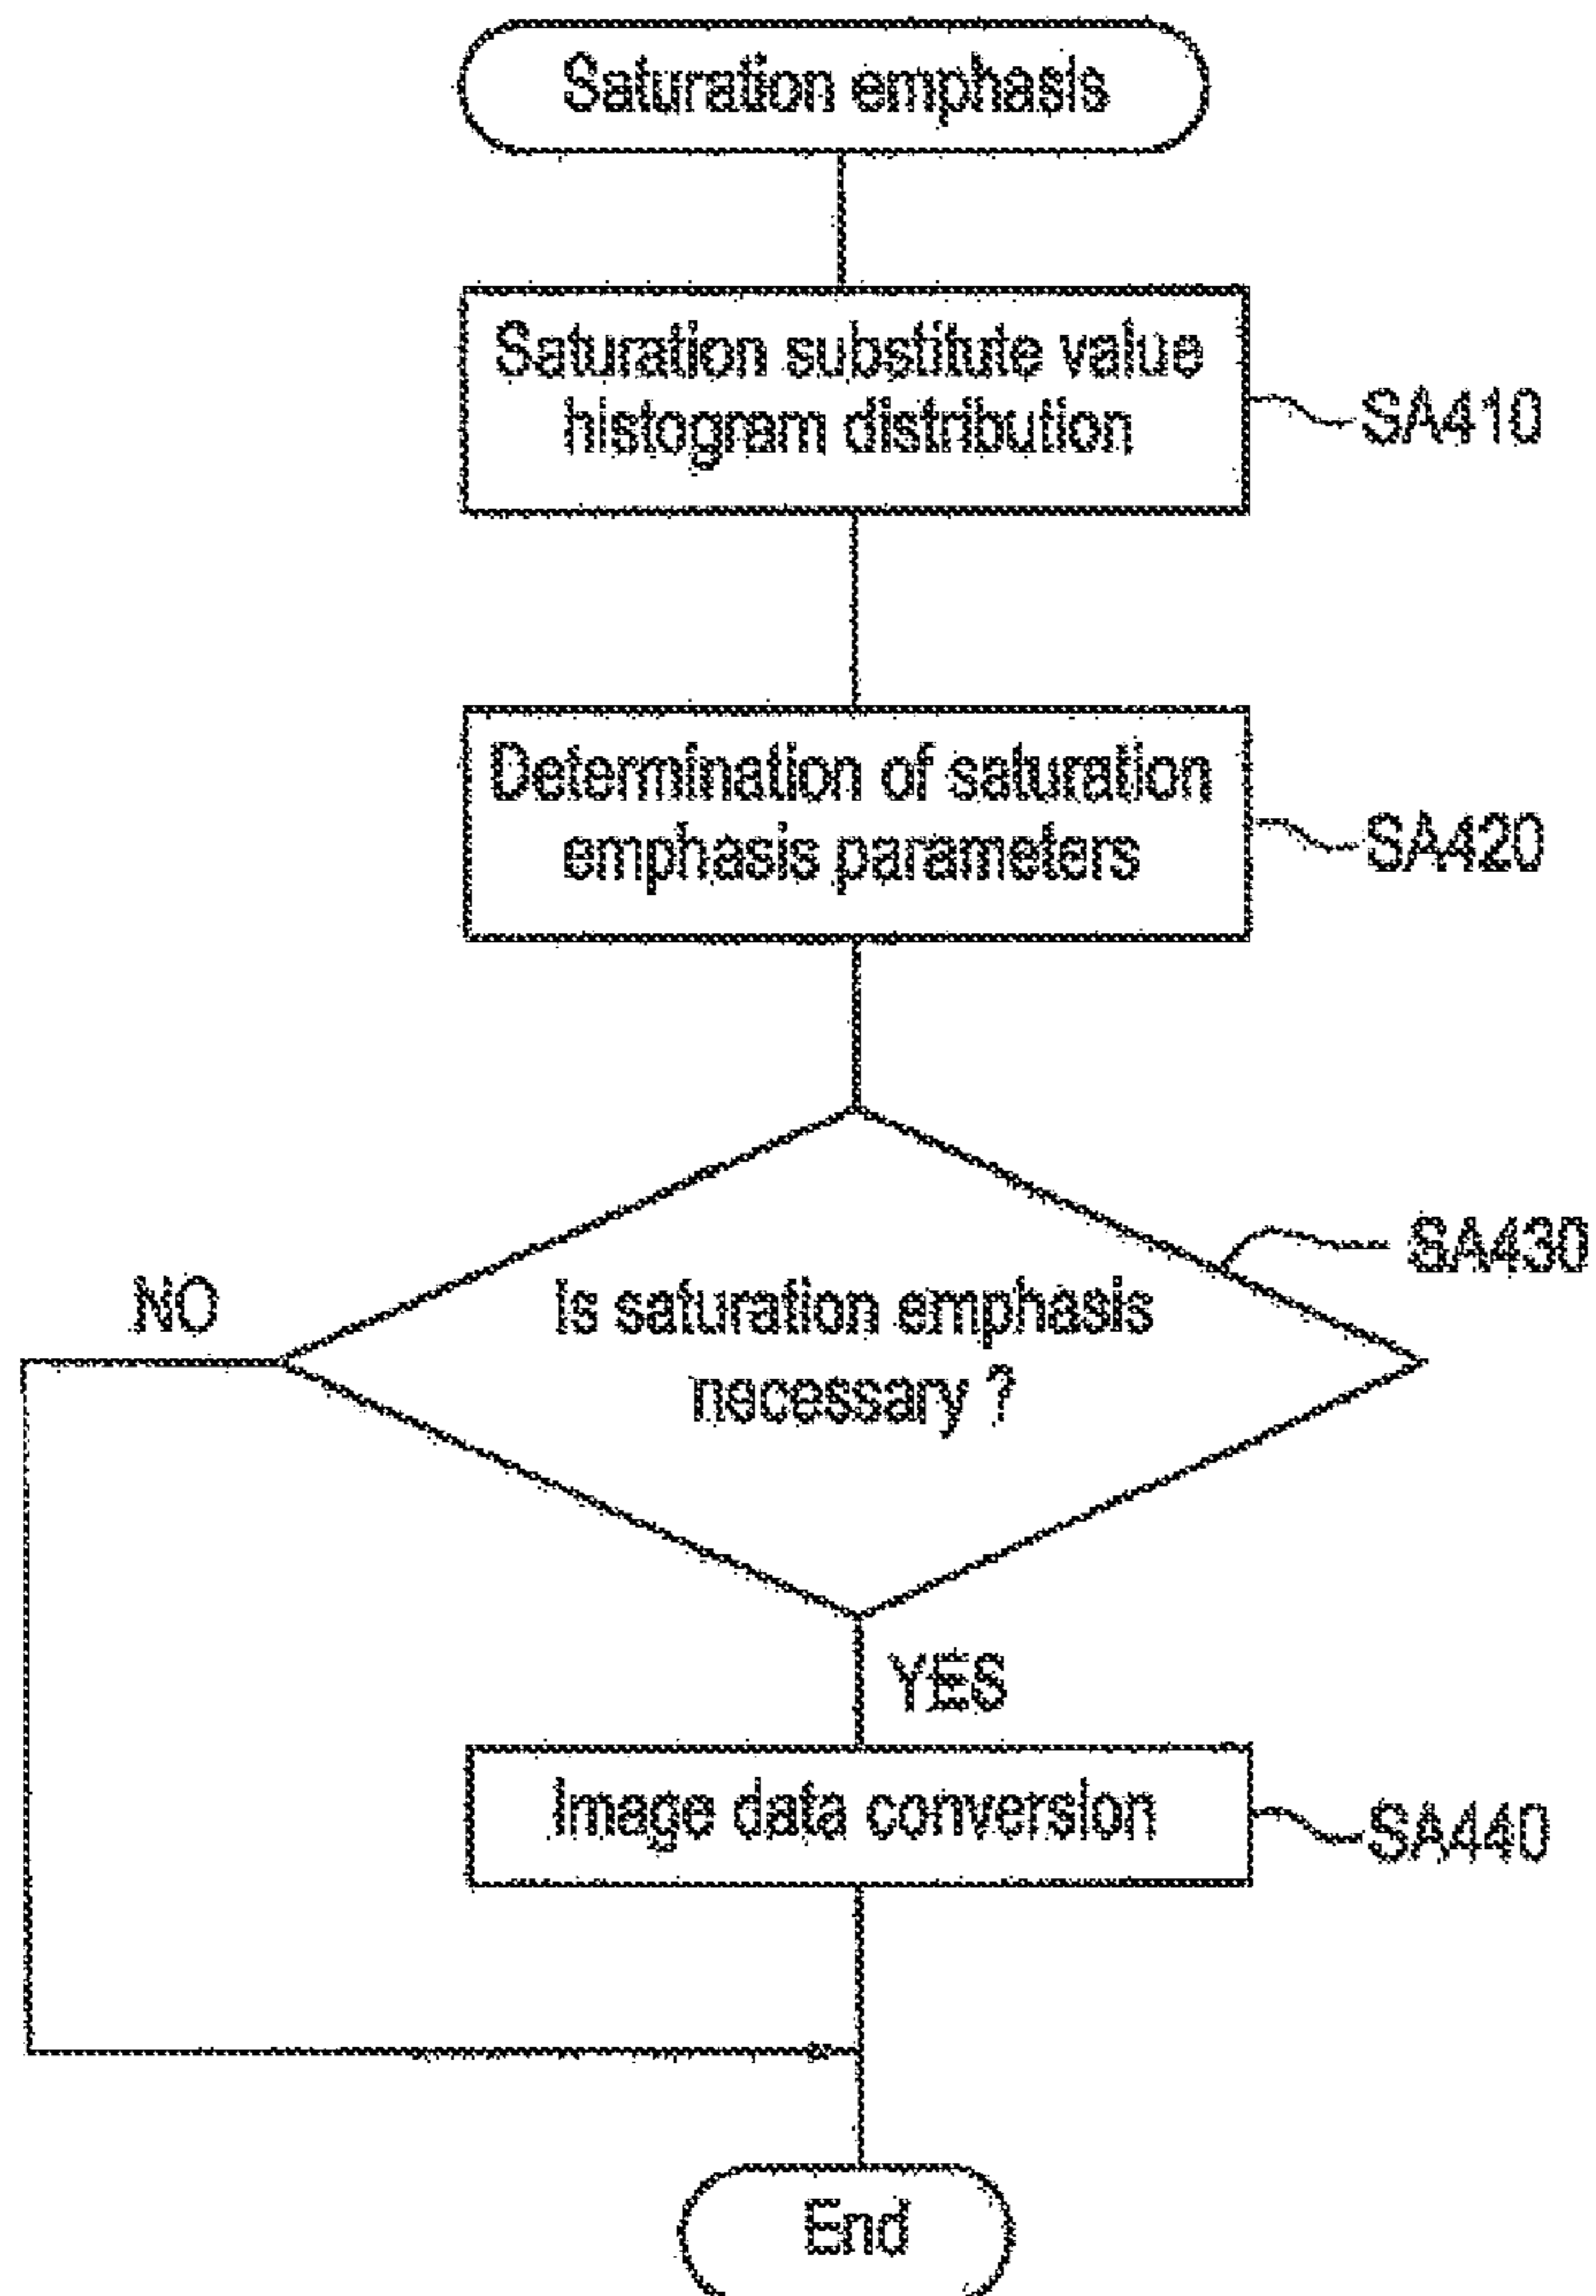 Saturation emphasis
Saturation substitute value
histogram distribution
SA410
Determination of saturation
emphasis parameters
SA420
SA430
NO
Is saturation emphasis
necessary ?
YES
Image data conversion
SA440
End